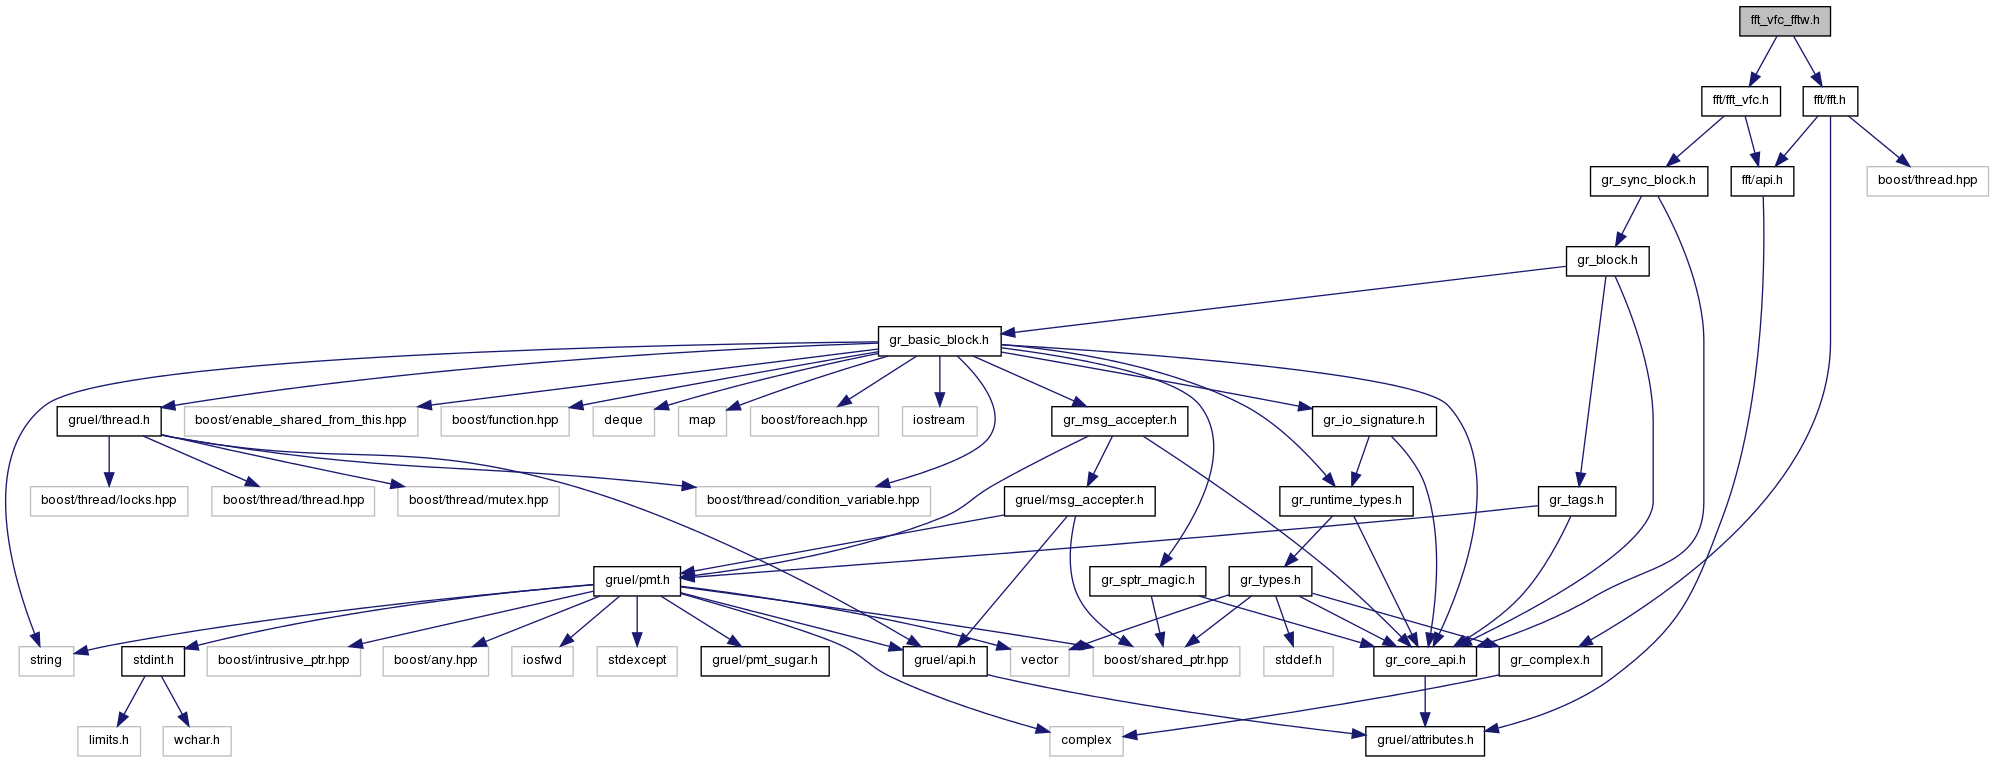 fft_vfc_fftw.h
fft/fft_vfc.h
fft/fft.h
gr_sync_block.h
fft/api.h
boost/thread.hpp
gr_block.h
gr_basic_block.h
gruel/thread.h
boost/enable_shared_from_this.hpp
boost/function.hpp
deque
map
boost/foreach.hpp
iostream
gr_msg_accepter.h
gr_io_signature.h
boost/thread/locks.hpp
boost/thread/thread.hpp
boost/thread/mutex.hpp
boost/thread/condition_variable.hpp
gruel/msg_accepter.h
gr_runtime_types.h
gr_tags.h
gruel/pmt.h
gr_sptr_magic.h
gr_types.h
string
stdint.h
boost/intrusive_ptr.hpp
boost/any.hpp
iosfwd
stdexcept
gruel/pmt_sugar.h
gruel/api.h
vector
boost/shared_ptr.hpp
stddef.h
gr_core_api.h
gr_complex.h
limits.h
wchar.h
complex
gruel/attributes.h